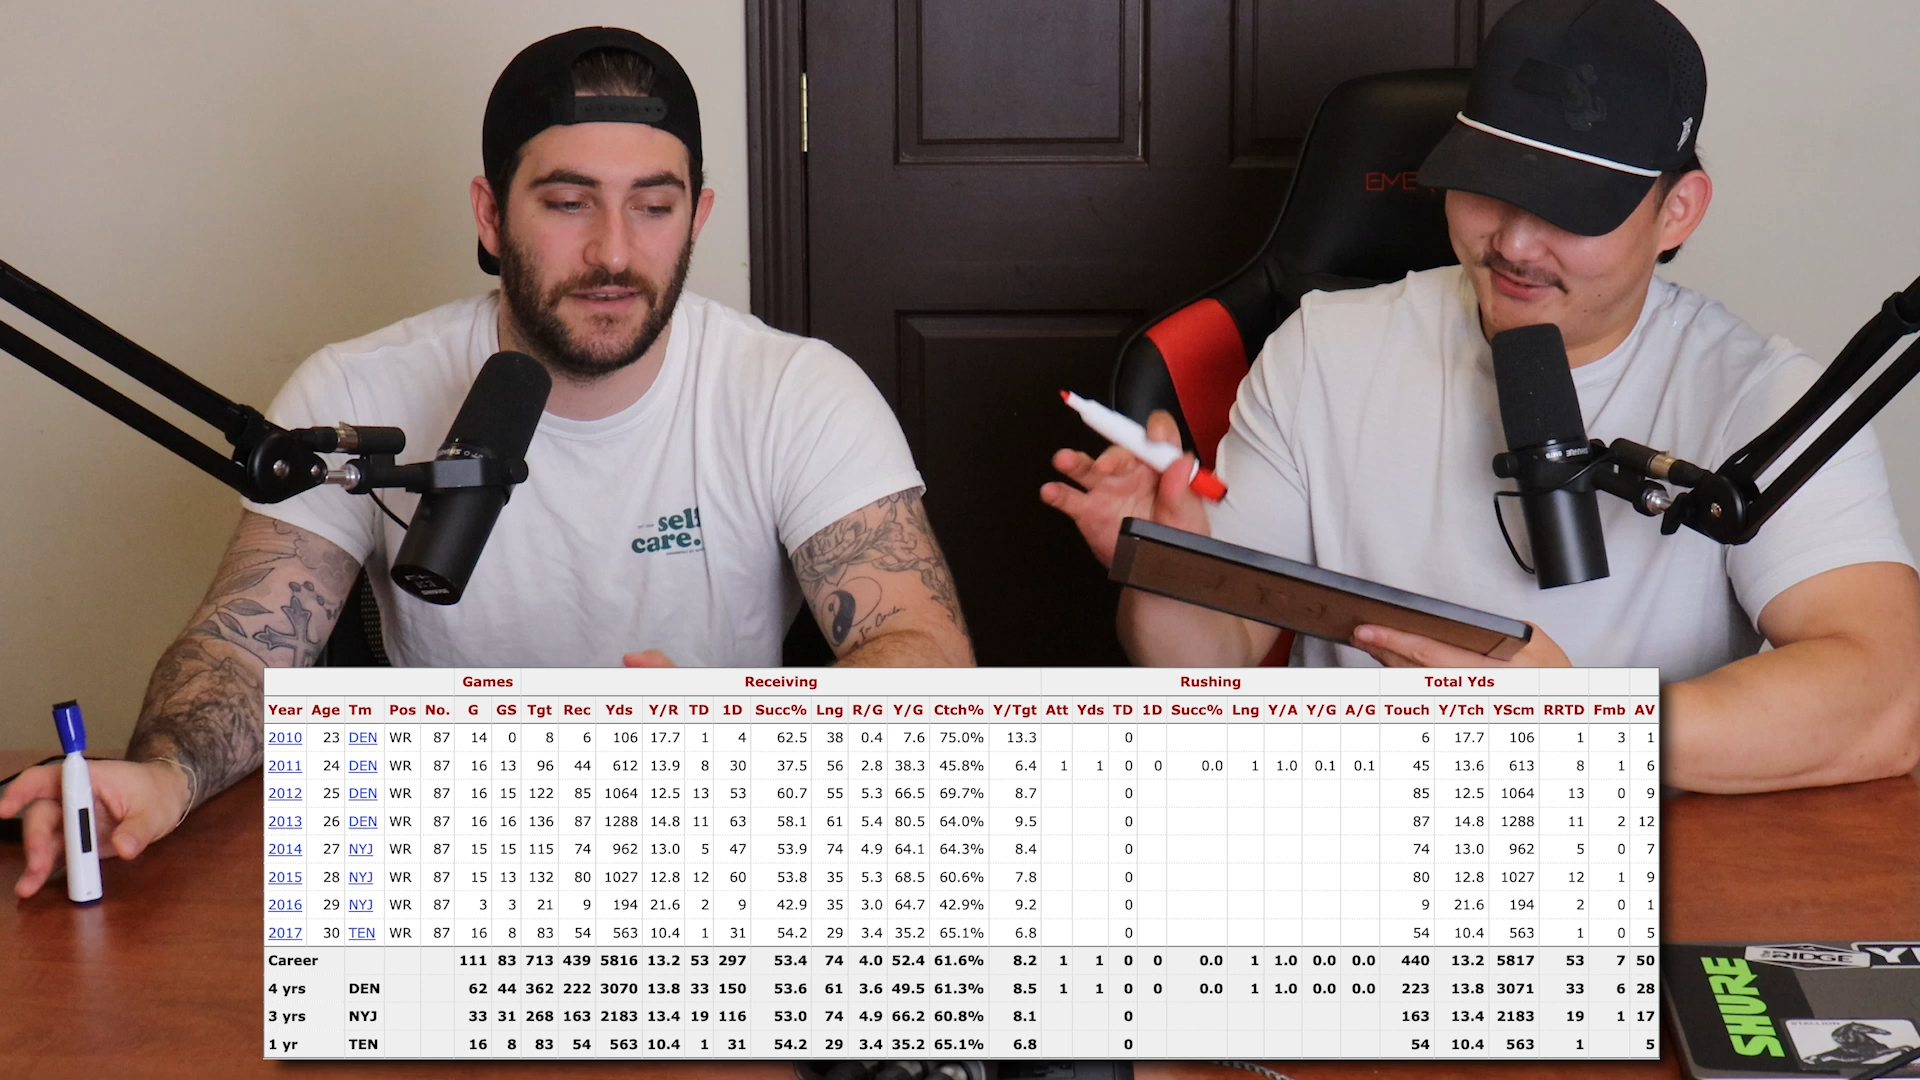 EME
self
care.
SHURE
RIDGE
STALLION
Games Receiving Rushing Total Yds
Year Age Tm Pos No. G GS Tgt Rec Yds Y/R TD 1D Succ% Lng R/G Y/G Ctch% Y/Tgt Att Yds TD 1D Succ% Lng Y/A Y/G A/G Touch Y/Tch YScm RRTD Fmb AV
2010 23 DEN WR 87 14 0 8 6 106 17.7 1 4 62.5 38 0.4 7.6 75.0% 13.3 0 6 17.7 106 1 3 1
2011 24 DEN WR 87 16 13 96 44 612 13.9 8 30 37.5 56 2.8 38.3 45.8% 6.4 1 1 0 0 0.0 1 1.0 0.1 0.1 45 13.6 613 8 1 6
2012 25 DEN WR 87 16 15 122 85 1064 12.5 13 53 60.7 55 5.3 66.5 69.7% 8.7 0 85 12.5 1064 13 0 9
2013 26 DEN WR 87 16 16 136 87 1288 14.8 11 63 58.1 61 5.4 80.5 64.0% 9.5 0 87 14.8 1288 11 2 12
2014 27 NYJ WR 87 15 15 115 74 962 13.0 5 47 53.9 74 4.9 64.1 64.3% 8.4 0 74 13.0 962 5 0 7
2015 28 NYJ WR 87 15 13 132 80 1027 12.8 12 60 53.8 35 5.3 68.5 60.6% 7.8 0 80 12.8 1027 12 1 9
2016 29 NYJ WR 87 3 3 21 9 194 21.6 2 9 42.9 35 3.0 64.7 42.9% 9.2 0 9 21.6 194 2 0 1
2017 30 TEN WR 87 16 8 83 54 563 10.4 1 31 54.2 29 3.4 35.2 65.1% 6.8 0 54 10.4 563 1 0 5
Career 111 83 713 439 5816 13.2 53 297 53.4 74 4.0 52.4 61.6% 8.2 1 1 0 0 0.0 1 1.0 0.0 0.0 440 13.2 5817 53 7 50
4 yrs DEN 62 44 362 222 3070 13.8 33 150 53.6 61 3.6 49.5 61.3% 8.5 1 1 0 0 0.0 1 1.0 0.0 0.0 223 13.8 3071 33 6 28
3 yrs NYJ 33 31 268 163 2183 13.4 19 116 53.0 74 4.9 66.2 60.8% 8.1 0 163 13.4 2183 19 1 17
1 yr TEN 16 8 83 54 563 10.4 1 31 54.2 29 3.4 35.2 65.1% 6.8 0 54 10.4 563 1 5